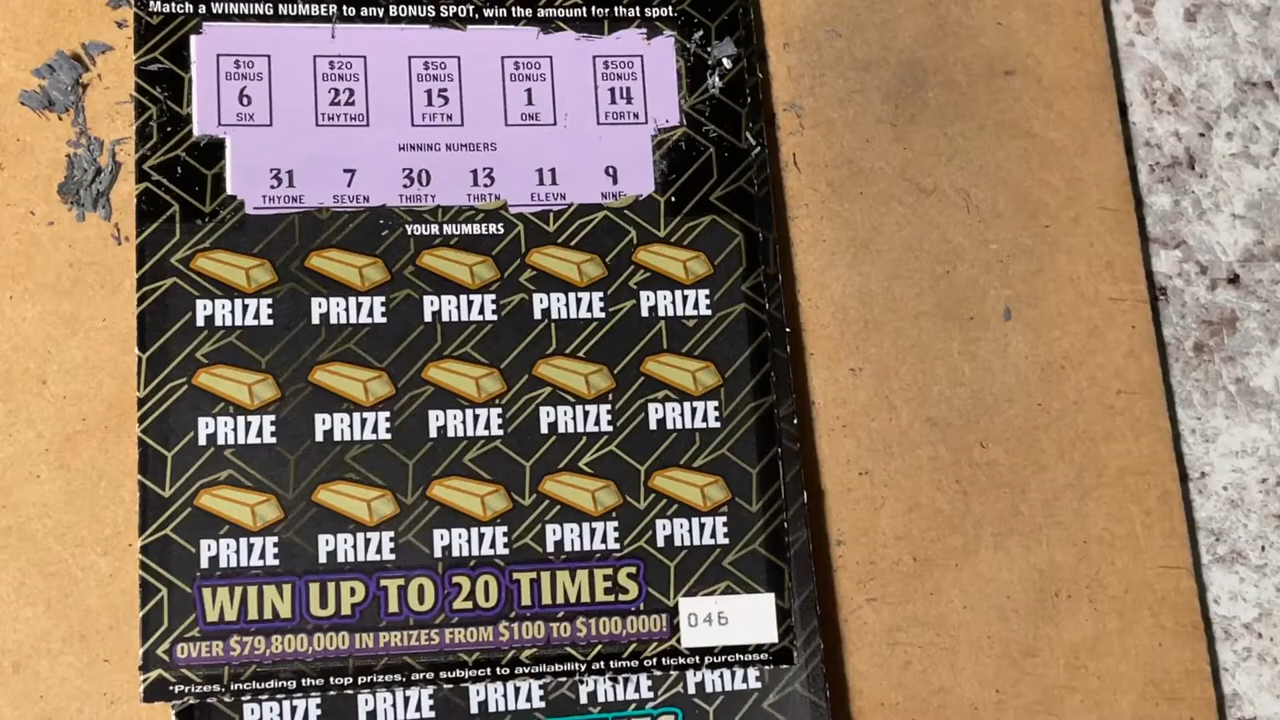 Match a WINNING NUMBER to any BONUS SPOT, win the amount for that spot.
$10 $20 $50 $100 $500
BONUS BONUS BONUS BONUS BONUS
6 22 15 1 14
SIX TWYTWO FIFTN ONE FORTN
WINNING NUMBERS
31 7 30 13 11 9
THYONE SEVEN THIRTY THRTN ELEVN NINE
YOUR NUMBERS
PRIZE PRIZE PRIZE PRIZE PRIZE
PRIZE PRIZE PRIZE PRIZE PRIZE
PRIZE PRIZE PRIZE PRIZE PRIZE
WIN UP TO 20 TIMES
OVER $79,800,000 IN PRIZES FROM $100 TO $100,000!
046
*Prizes, including the top prizes, are subject to availability at time of ticket purchase.
PRIZE PRIZE PRIZE PRIZE PRIZE